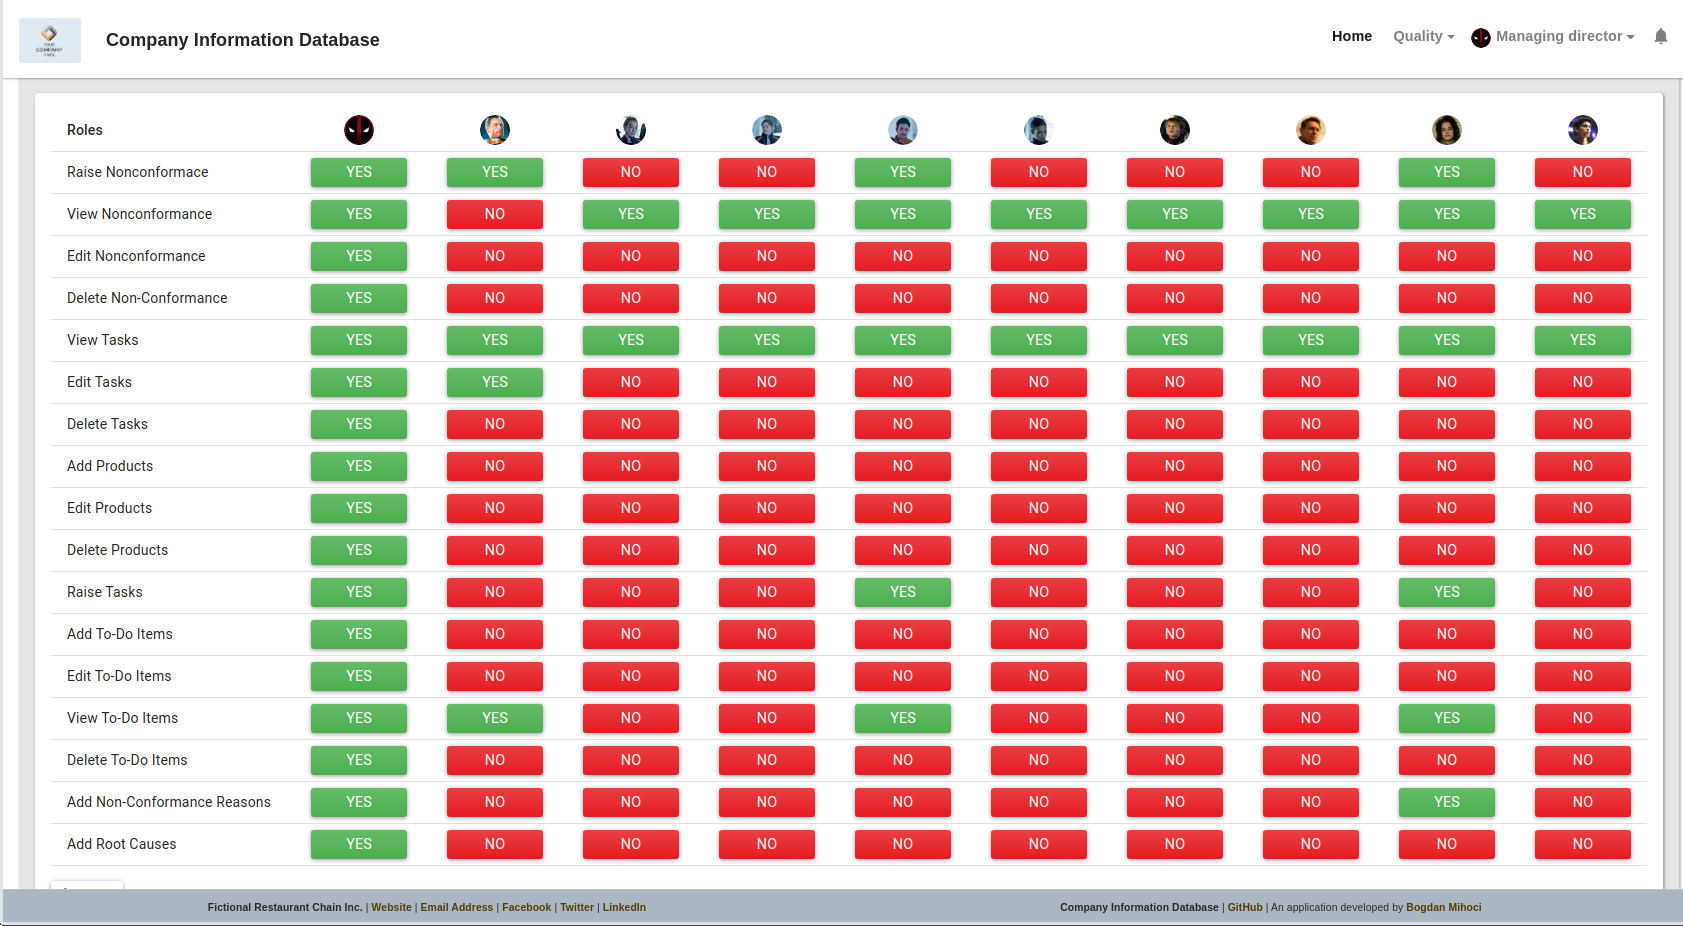 YOUR
COMPANY
Company Information Database
Home Quality Managing director
Roles
Raise Nonconformace YES YES NO NO YES NO NO NO YES NO
View Nonconformance YES NO YES YES YES YES YES YES YES YES
Edit Nonconformance YES NO NO NO NO NO NO NO NO NO
Delete Non-Conformance YES NO NO NO NO NO NO NO NO NO
View Tasks YES YES YES YES YES YES YES YES YES YES
Edit Tasks YES YES NO NO NO NO NO NO NO NO
Delete Tasks YES NO NO NO NO NO NO NO NO NO
Add Products YES NO NO NO NO NO NO NO NO NO
Edit Products YES NO NO NO NO NO NO NO NO NO
Delete Products YES NO NO NO NO NO NO NO NO NO
Raise Tasks YES NO NO NO YES NO NO NO YES NO
Add To-Do Items YES NO NO NO NO NO NO NO NO NO
Edit To-Do Items YES NO NO NO NO NO NO NO NO NO
View To-Do Items YES YES NO NO YES NO NO NO YES NO
Delete To-Do Items YES NO NO NO NO NO NO NO NO NO
Add Non-Conformance Reasons YES NO NO NO NO NO NO NO YES NO
Add Root Causes YES NO NO NO NO NO NO NO NO NO
Fictional Restaurant Chain Inc. | Website | Email Address | Facebook | Twitter | LinkedIn
Company Information Database | GitHub | An application developed by Bogdan Mihoci